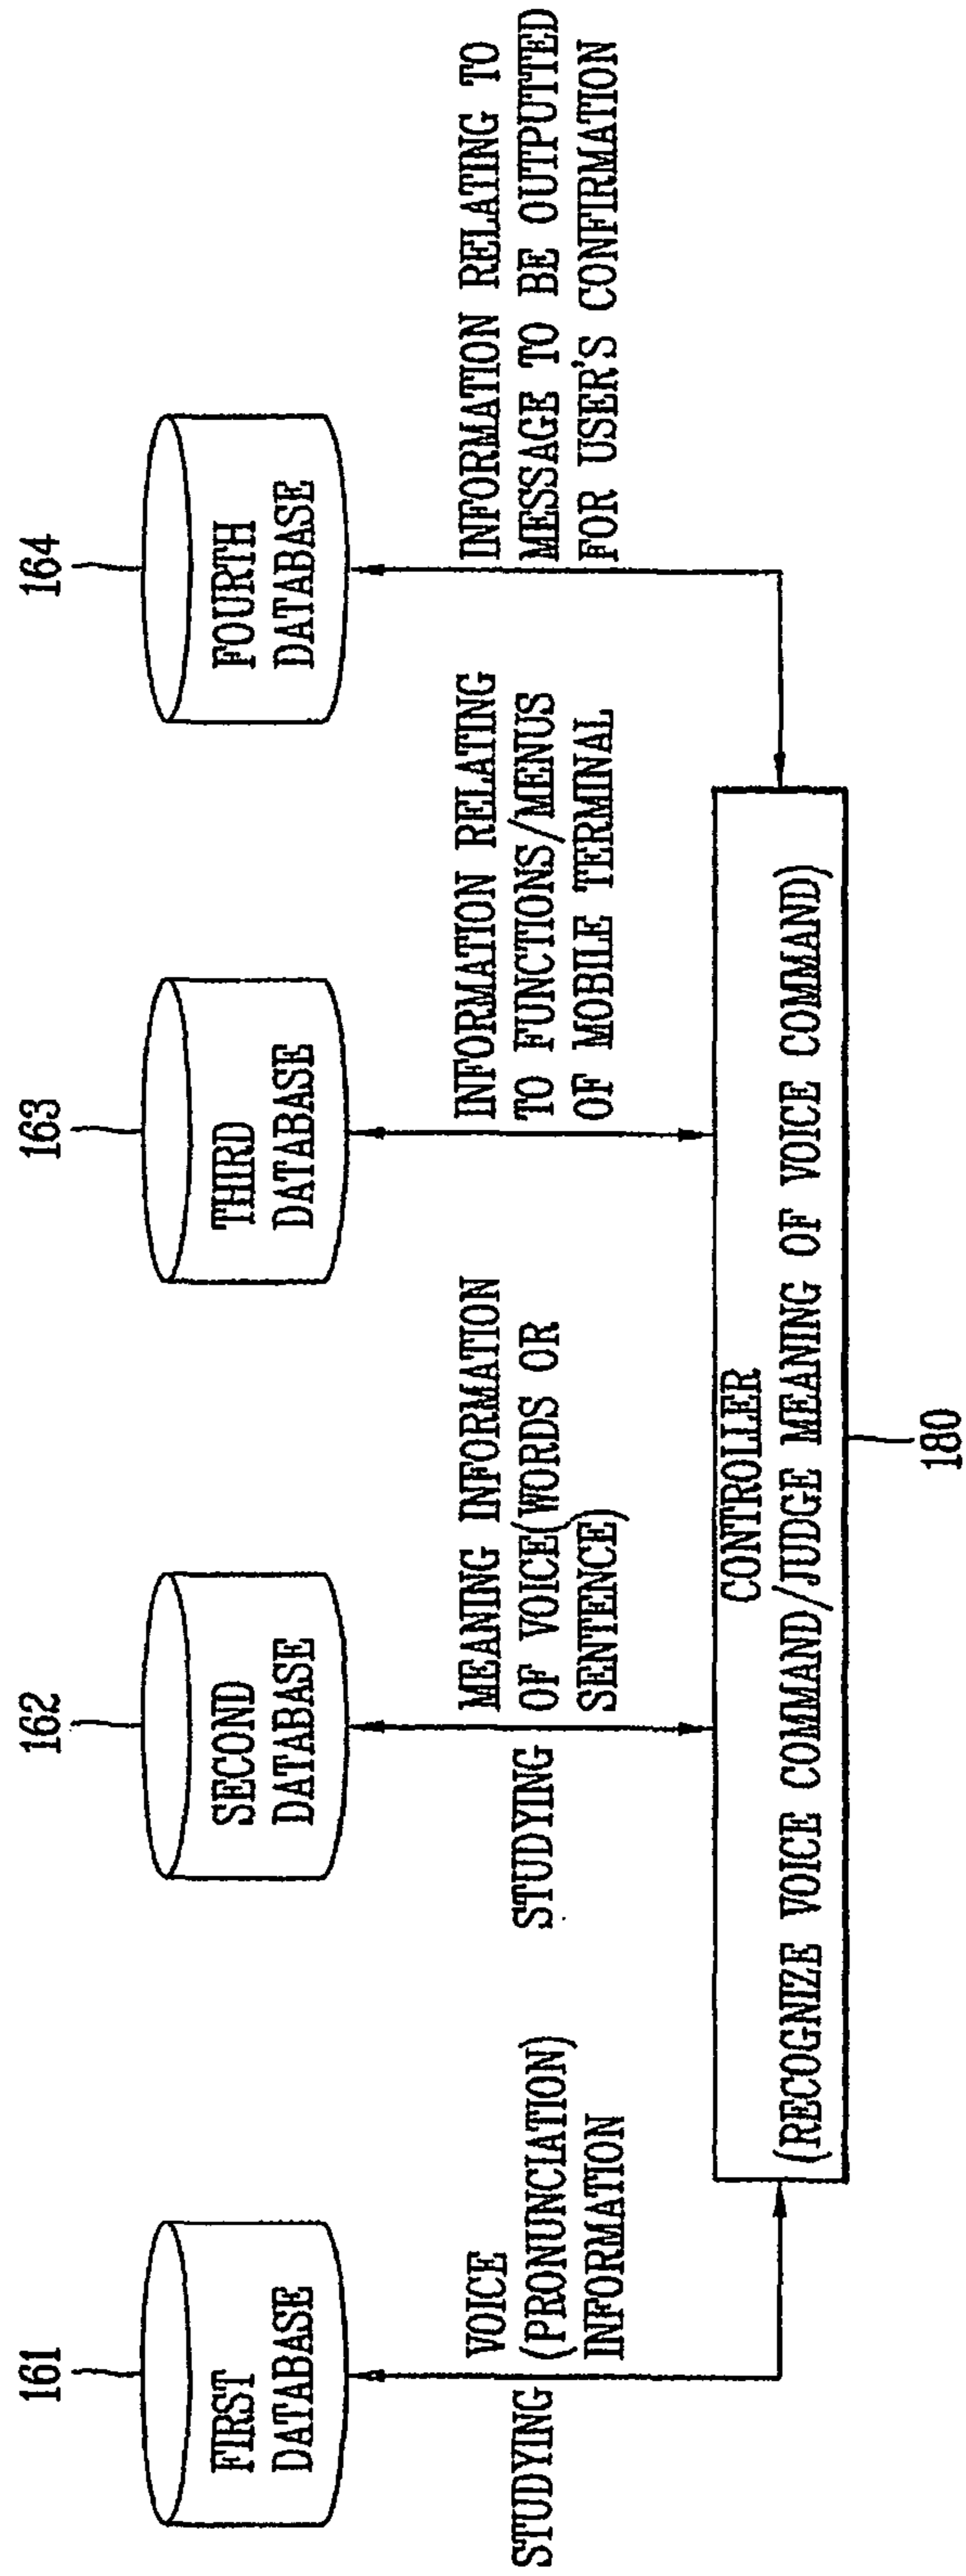 161
162
163
164
FIRST
DATABASE
SECOND
DATABASE
THIRD
DATABASE
FOURTH
DATABASE
STUDYING
VOICE
(PRONUNCIATION)
INFORMATION
STUDYING
MEANING INFORMATION
OF VOICE(WORDS OR
SENTENCE)
INFORMATION RELATING
TO FUNCTIONS/MENUS
OF MOBILE TERMINAL
INFORMATION RELATING TO
MESSAGE TO BE OUTPUTTED
FOR USER'S CONFIRMATION
CONTROLLER
(RECOGNIZE VOICE COMMAND/JUDGE MEANING OF VOICE COMMAND)
180